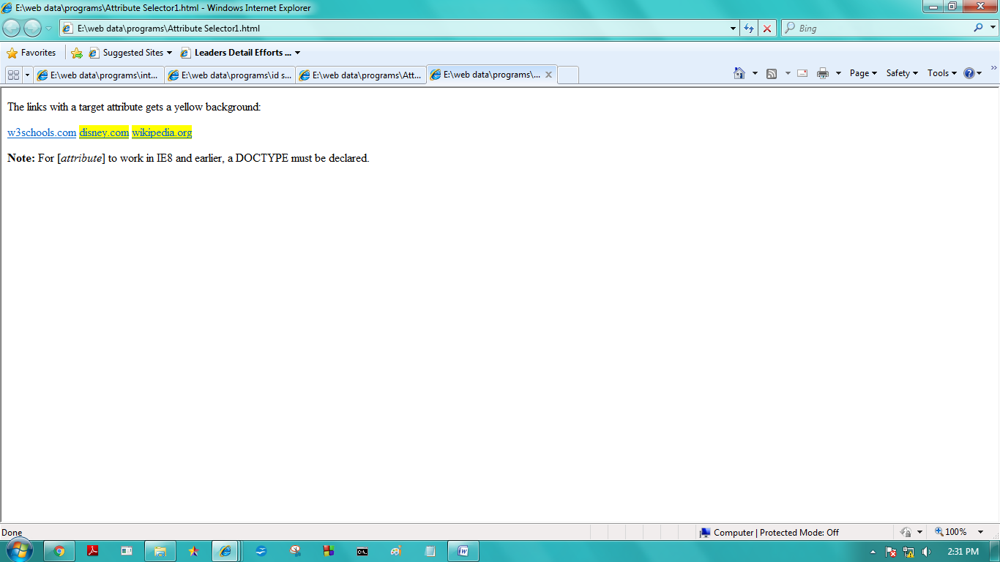 E:\web data\programs\Attribute Selector1.html - Windows Internet Explorer
E:\web data\programs\Attribute Selector1.html
Bing
Favorites Suggested Sites Leaders Detail Efforts ...
E:\web data\programs\int... E:\web data\programs\id s... E:\web data\programs\Att... E:\web data\programs\... Page Safety Tools
The links with a target attribute gets a yellow background:
w3schools.com disney.com wikipedia.org
Note: For [attribute] to work in IE8 and earlier, a DOCTYPE must be declared.
Done Computer | Protected Mode: Off 100%
2:31 PM